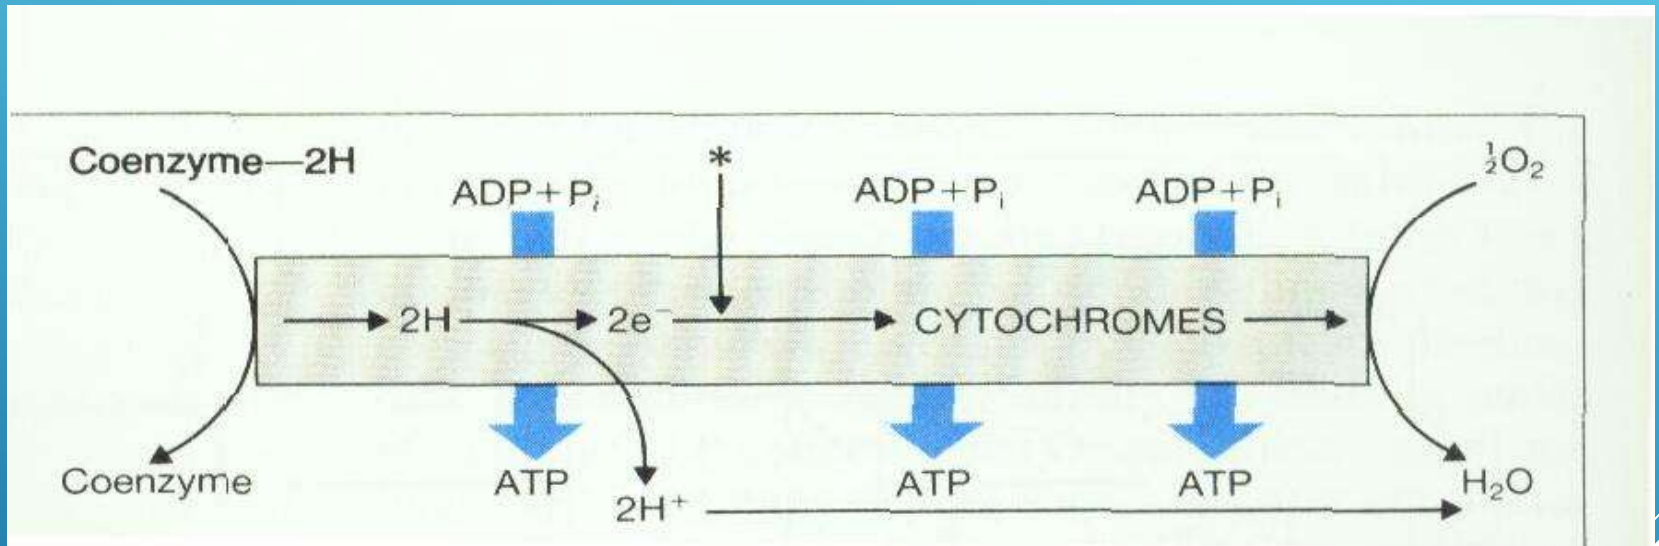 Coenzyme—2H
*
½O₂
ADP+Pᵢ
ADP+Pᵢ
ADP+Pᵢ
2H
2e⁻
CYTOCHROMES
Coenzyme
ATP
ATP
ATP
H₂O
2H⁺